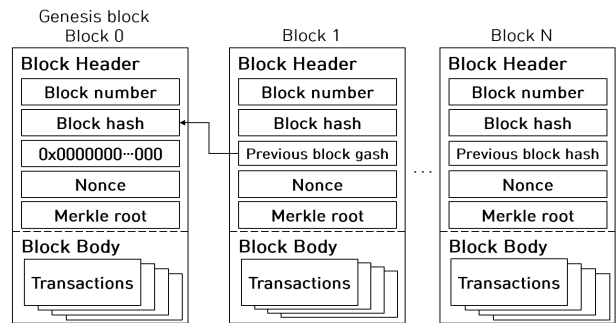 Genesis block
Block 0
Block Header
Block number
Block hash
0x0000000···000
Nonce
Merkle root
Block Body
Transactions
Block 1
Block Header
Block number
Block hash
Previous block gash
Nonce
Merkle root
Block Body
Transactions
...
Block N
Block Header
Block number
Block hash
Previous block hash
Nonce
Merkle root
Block Body
Transactions